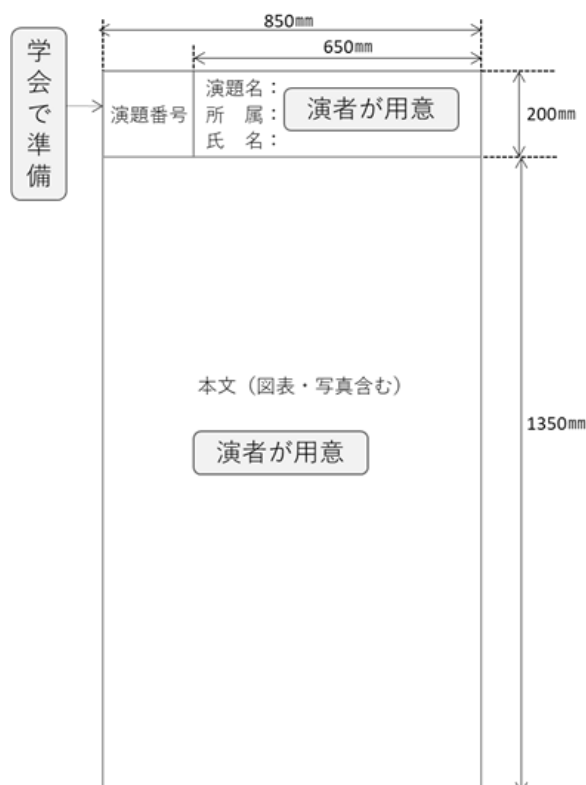 850㎜
650㎜
学会で準備
演題番号
演題名：
所　属：
氏　名：
演者が用意
200㎜
本文（図表・写真含む）
演者が用意
1350㎜